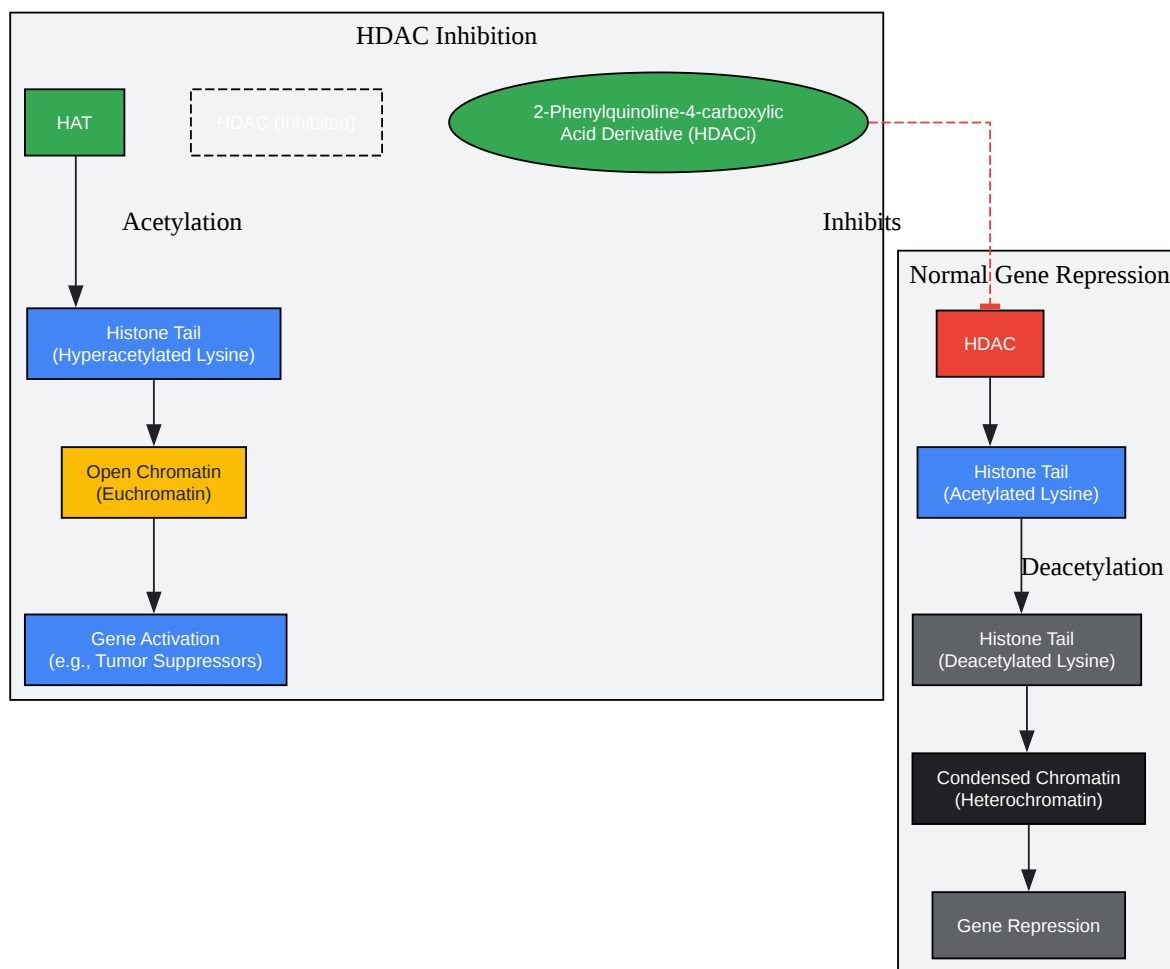 HDAC Inhibition
HAT
HDAC (Inhibited)
2-Phenylquinoline-4-carboxylic
Acid Derivative (HDACi)
Acetylation
Inhibits
Histone Tail
(Hyperacetylated Lysine)
Open Chromatin
(Euchromatin)
Gene Activation
(e.g., Tumor Suppressors)
Normal Gene Repression
HDAC
Histone Tail
(Acetylated Lysine)
Deacetylation
Histone Tail
(Deacetylated Lysine)
Condensed Chromatin
(Heterochromatin)
Gene Repression